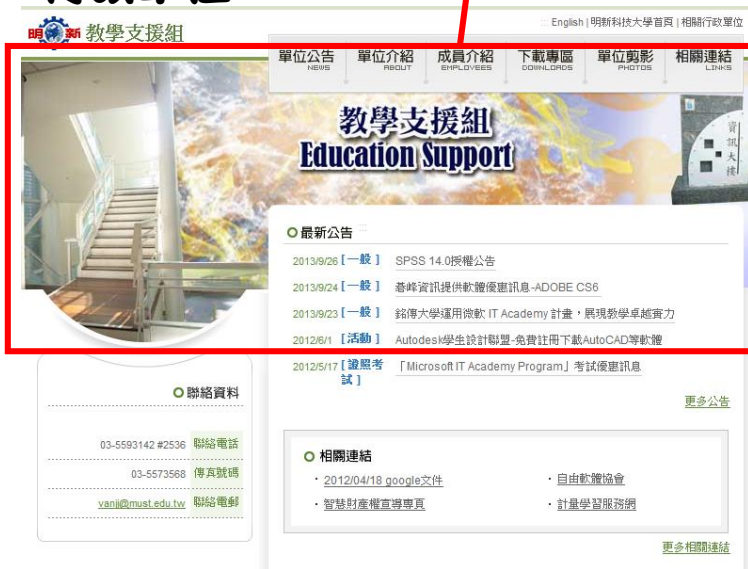 English | 明新科技大學首頁 | 相關行政單位
明新 教學支援組
單位公告 單位介紹 成員介紹 下載專區 單位剪影 相關連結
NEWS ABOUT EMPLOYEES DOWNLOADS PHOTOS LINKS
教學支援組
Education Support
資訊大樓
最新公告
2013/9/26 [一般] SPSS 14.0授權公告
2013/9/24 [一般] 碁峰資訊提供軟體優惠訊息-ADOBE CS6
2013/9/23 [一般] 銘傳大學運用微軟 IT Academy 計畫,展現教學卓越實力
2012/6/1 [活動] Autodesk學生設計聯盟-免費註冊下載AutoCAD等軟體
2012/5/17 [證照考試] 「Microsoft IT Academy Program」考試優惠訊息
更多公告
聯絡資料
03-5593142 #2536 聯絡電話
03-5573568 傳真號碼
vanjj@must.edu.tw 聯絡電郵
相關連結
・2012/04/18 google文件 ・自由軟體協會
・智慧財產權宣導專頁 ・計量學習服務網
更多相關連結